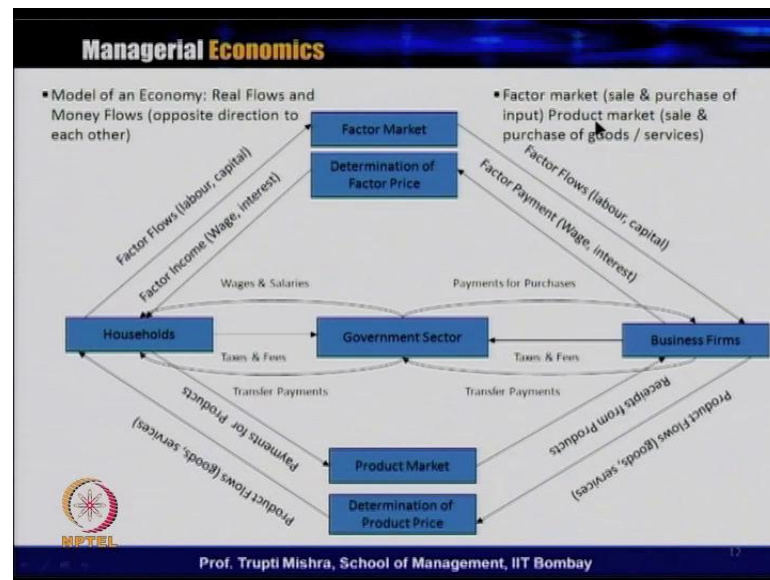 Managerial Economics
▪ Model of an Economy: Real Flows and
Money Flows (opposite direction to
each other)
▪ Factor market (sale & purchase of
input) Product market (sale &
purchase of goods / services)
Factor Market
Determination of
Factor Price
Factor Flows (labour, capital)
Factor Income (Wage, interest)
Factor Flows (labour, capital)
Factor Payment (Wage, interest)
Wages & Salaries
Payments for Purchases
Households
Government Sector
Business Firms
Taxes & Fees
Taxes & Fees
Transfer Payments
Transfer Payments
Payments for Products
Product Flows (goods, services)
Receipts from Products
Product Flows (goods, services)
Product Market
Determination of
Product Price
NPTEL
Prof. Trupti Mishra, School of Management, IIT Bombay
12